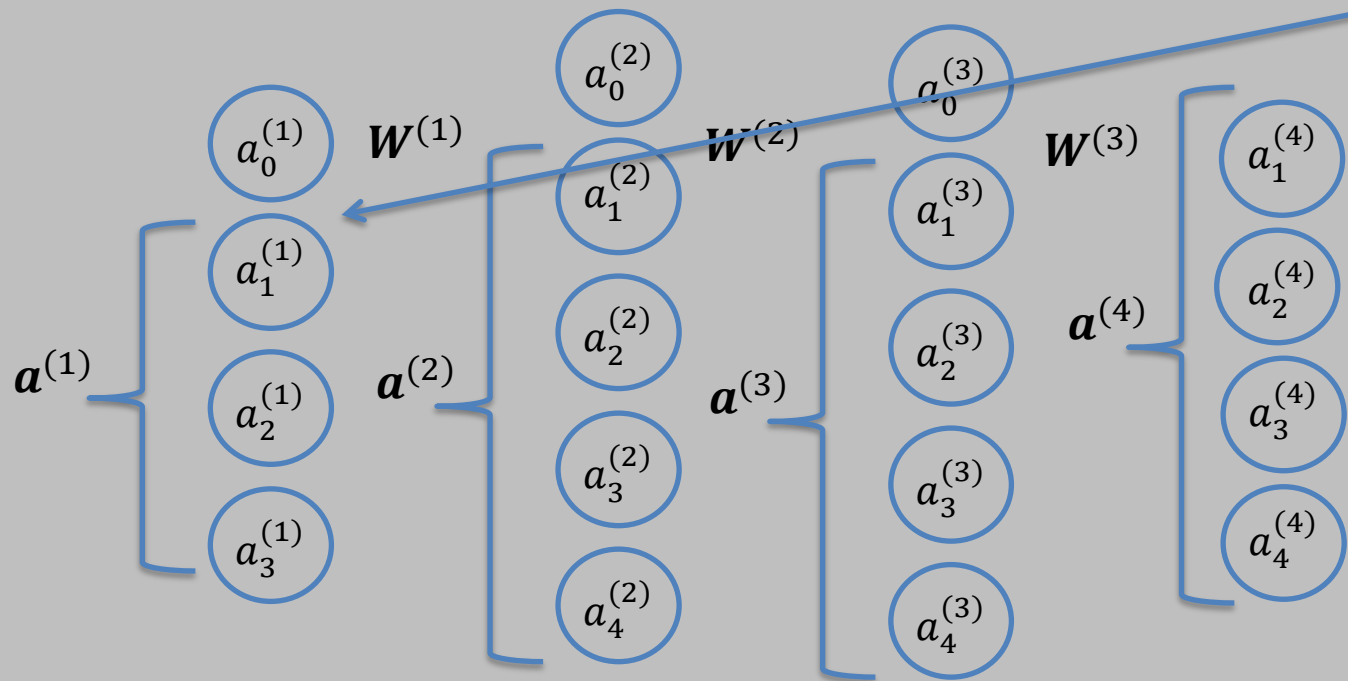 a_0^{(1)}
a_1^{(1)}
a_2^{(1)}
a_3^{(1)}
𝒂^{(1)}
𝑾^{(1)}
a_0^{(2)}
a_1^{(2)}
a_2^{(2)}
a_3^{(2)}
a_4^{(2)}
𝒂^{(2)}
𝑾^{(2)}
a_0^{(3)}
a_1^{(3)}
a_2^{(3)}
a_3^{(3)}
a_4^{(3)}
𝒂^{(3)}
𝑾^{(3)}
a_1^{(4)}
a_2^{(4)}
a_3^{(4)}
a_4^{(4)}
𝒂^{(4)}